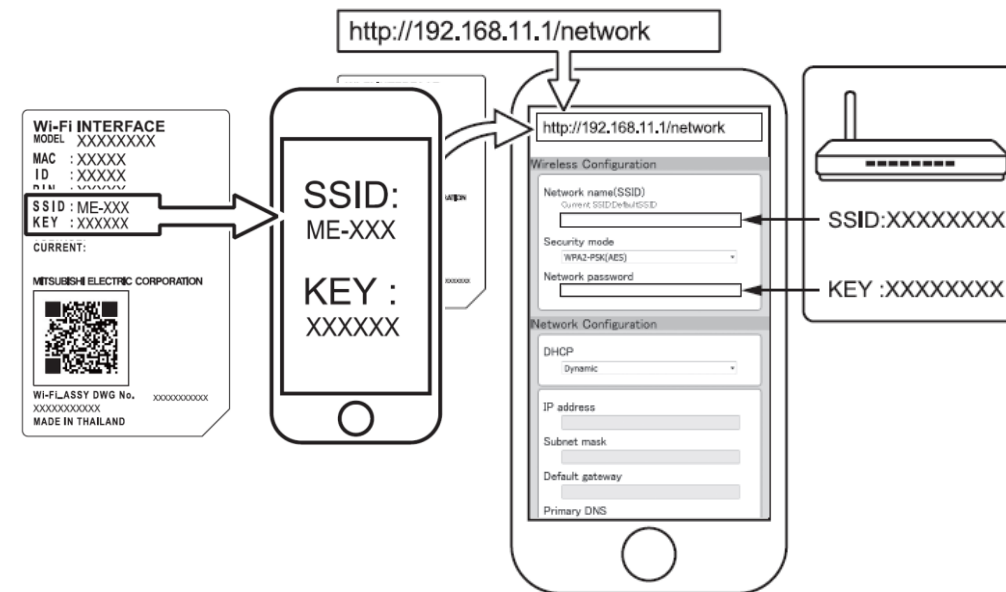 http://192.168.11.1/network
Wi-Fi INTERFACE
MODEL XXXXXXXX
MAC : XXXXX
ID : XXXXX
SSID : ME-XXX
KEY : XXXXXX
CURRENT:
MITSUBISHI ELECTRIC CORPORATION
Wi-Fi_ASSY DWG No. XXXXXXXXXXX
XXXXXXXXXXX
MADE IN THAILAND
SSID:
ME-XXX
KEY :
XXXXXX
http://192.168.11.1/network
Wireless Configuration
Network name(SSID)
Current SSID:DefaultSSID
Security mode
WPA2-PSK(AES)
Network password
Network Configuration
DHCP
Dynamic
IP address
Subnet mask
Default gateway
Primary DNS
SSID:XXXXXXXX
KEY :XXXXXXXX